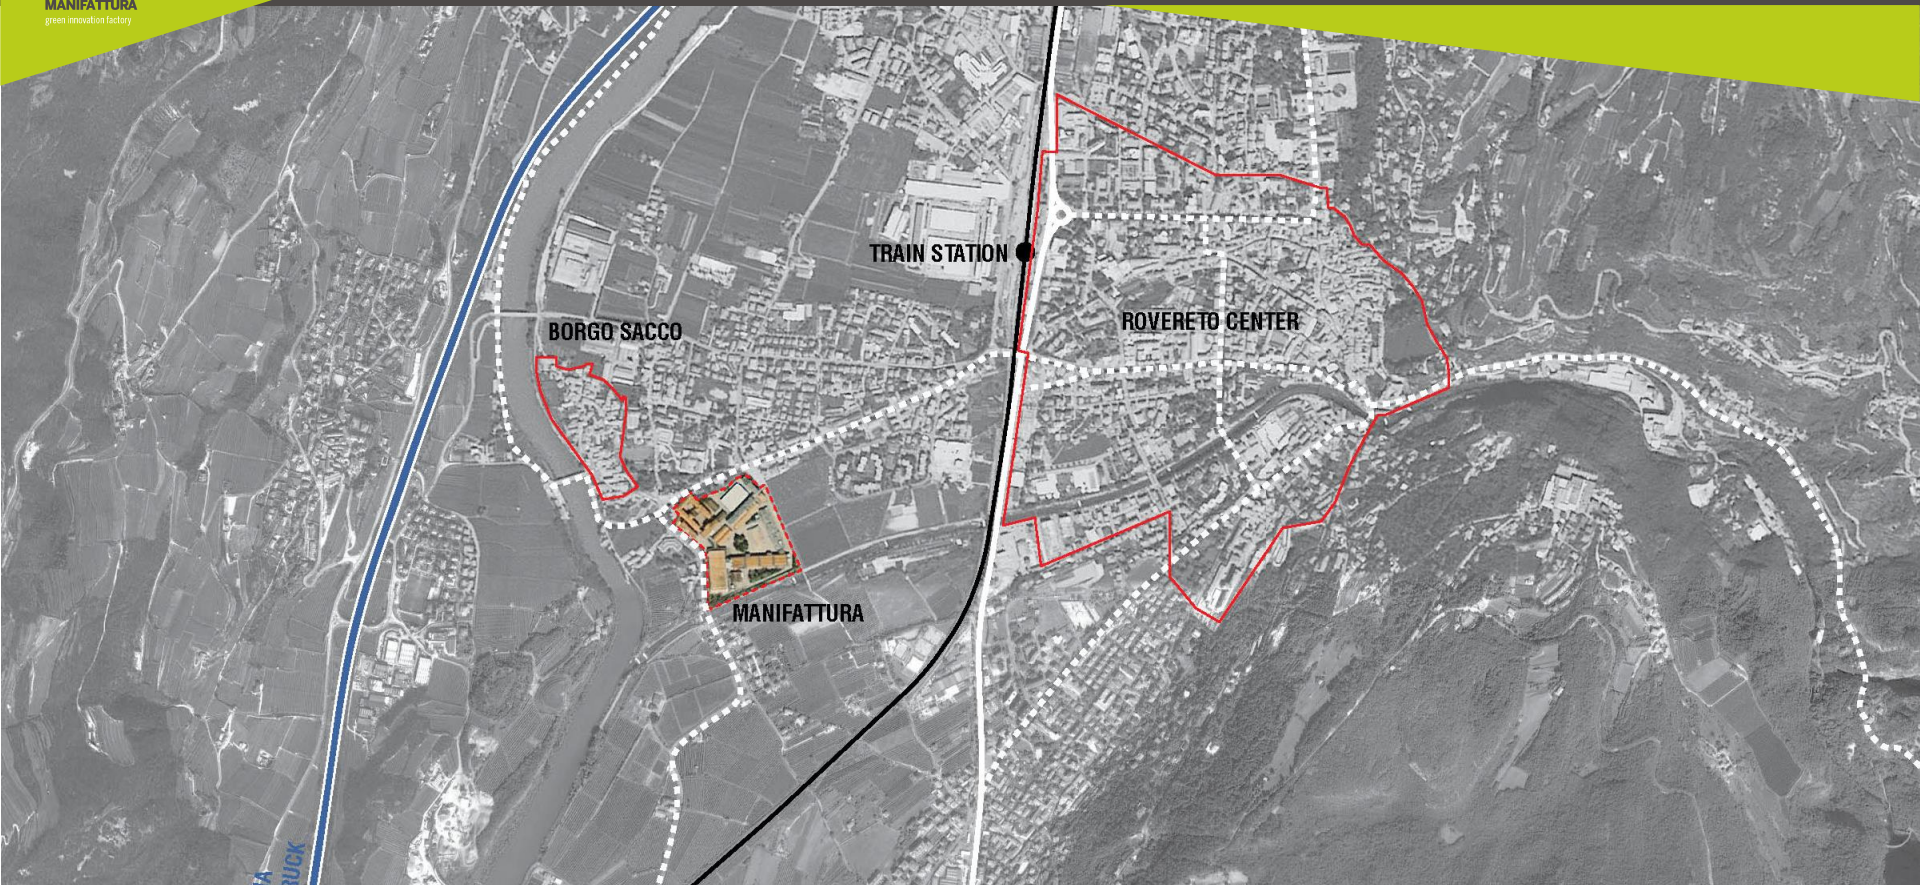 MANIFATTURA
green innovation factory
TRAIN STATION
ROVERETO CENTER
BORGO SACCO
MANIFATTURA